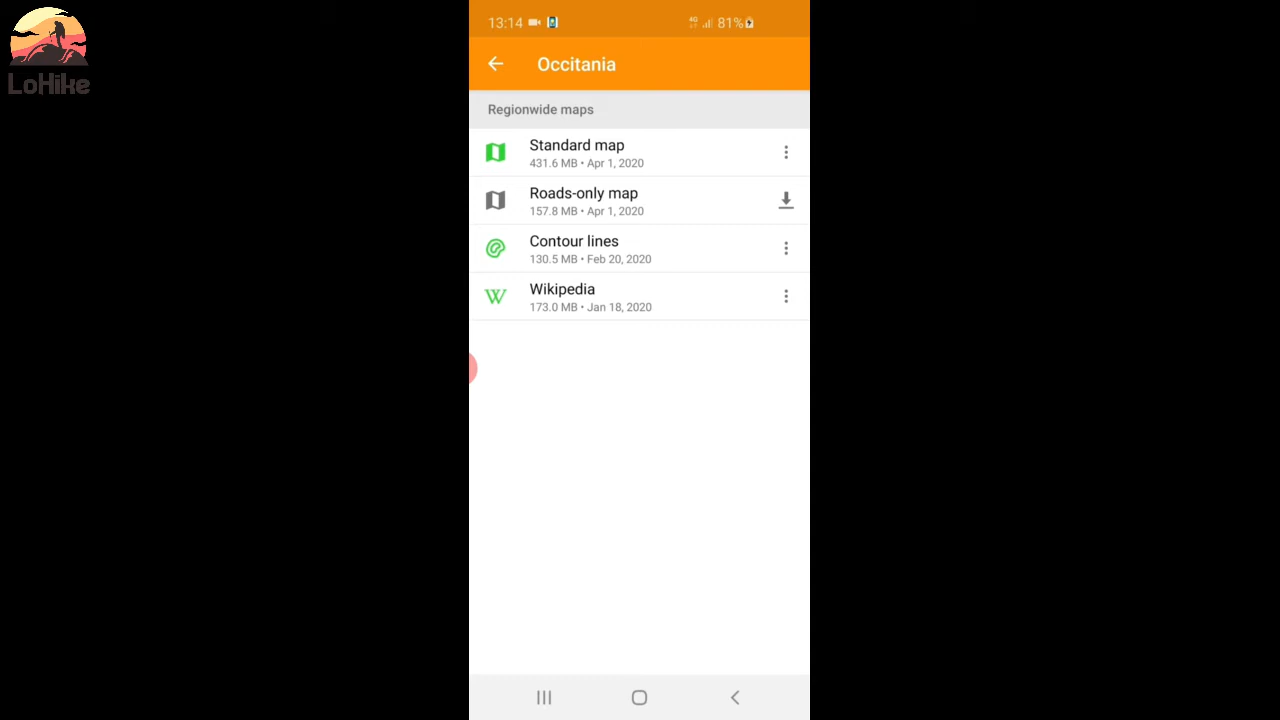 LoHike
13:14 4G 81%
Occitania
Regionwide maps
Standard map
431.6 MB • Apr 1, 2020
Roads-only map
157.8 MB • Apr 1, 2020
Contour lines
130.5 MB • Feb 20, 2020
W Wikipedia
173.0 MB • Jan 18, 2020